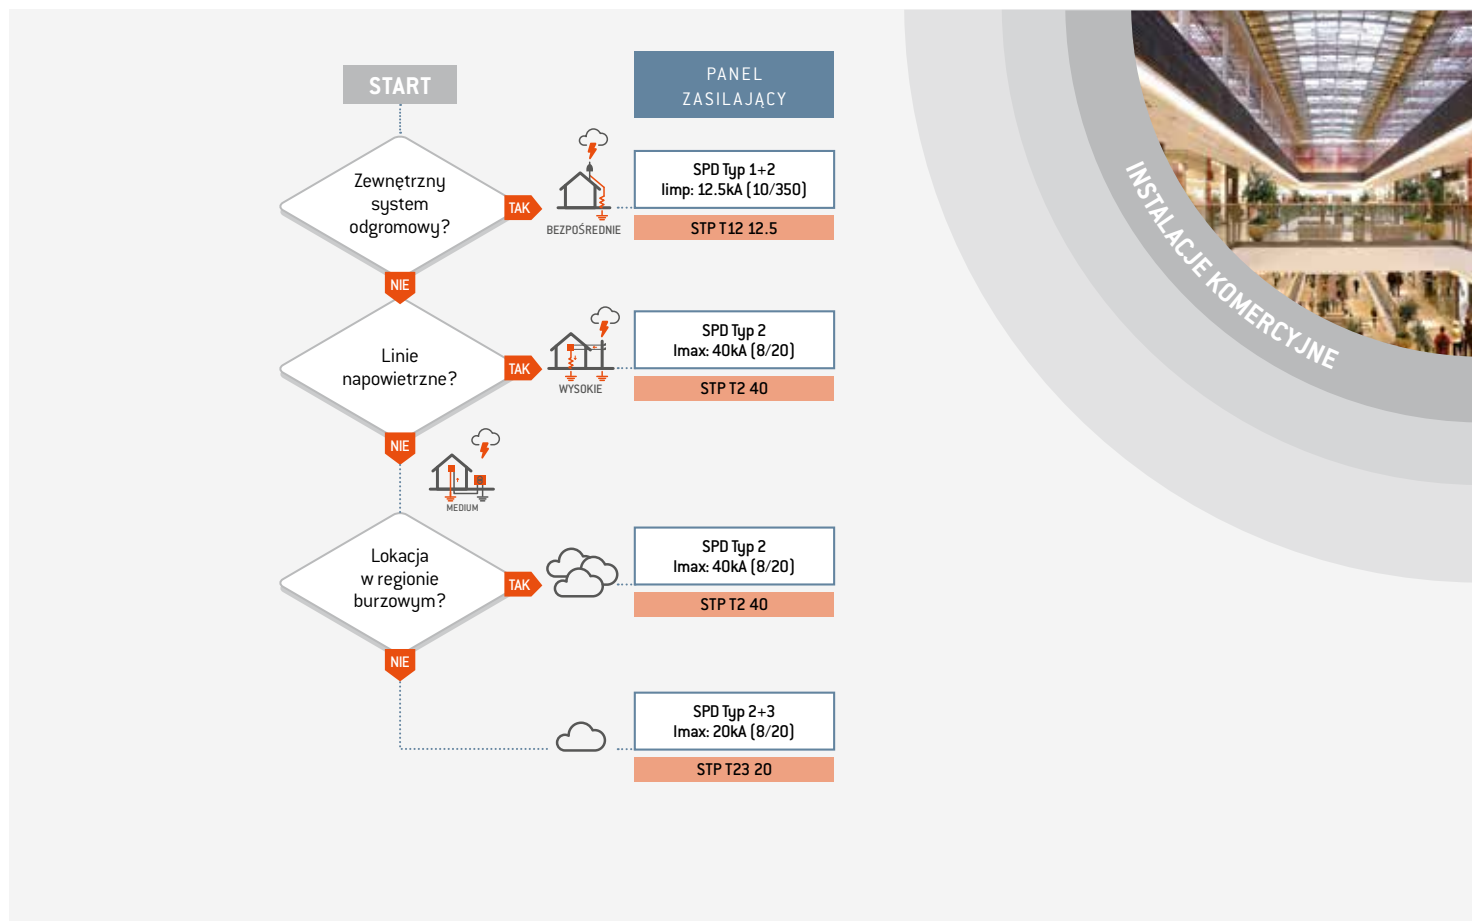 START
PANEL
ZASILAJĄCY
Zewnętrzny
system
odgromowy?
TAK
BEZPOŚREDNIE
SPD Typ 1+2
Iimp: 12.5kA (10/350)
STP T12 12.5
NIE
Linie
napowietrzne?
TAK
WYSOKIE
SPD Typ 2
Imax: 40kA (8/20)
STP T2 40
NIE
MEDIUM
Lokacja
w regionie
burzowym?
TAK
SPD Typ 2
Imax: 40kA (8/20)
STP T2 40
NIE
SPD Typ 2+3
Imax: 20kA (8/20)
STP T23 20
INSTALACJE KOMERCYJNE